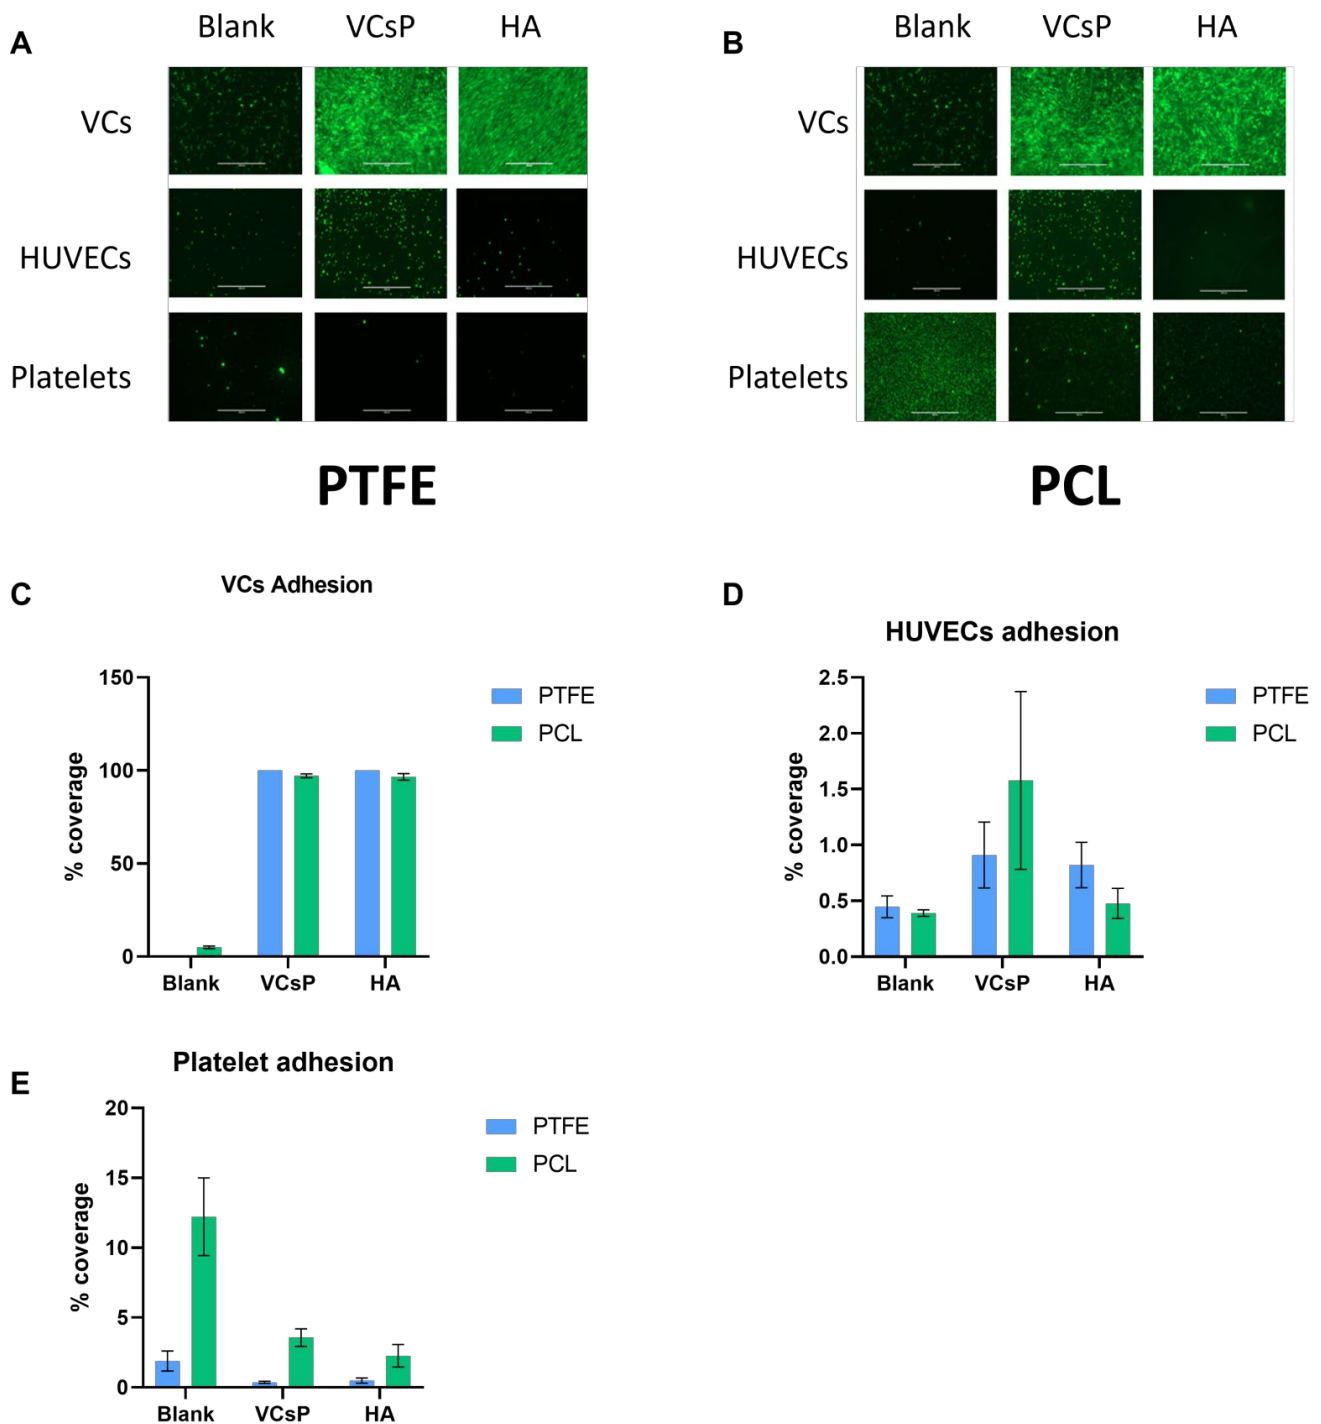 A
Blank VCsP HA
VCs
HUVECs
Platelets
PTFE
B
Blank VCsP HA
VCs
HUVECs
Platelets
PCL
C
VCs Adhesion
% coverage
150
100
50
0
Blank VCsP HA
PTFE
PCL
D
HUVECs adhesion
% coverage
2.5
2.0
1.5
1.0
0.5
0.0
Blank VCsP HA
PTFE
PCL
E
Platelet adhesion
% coverage
20
15
10
5
0
Blank VCsP HA
PTFE
PCL